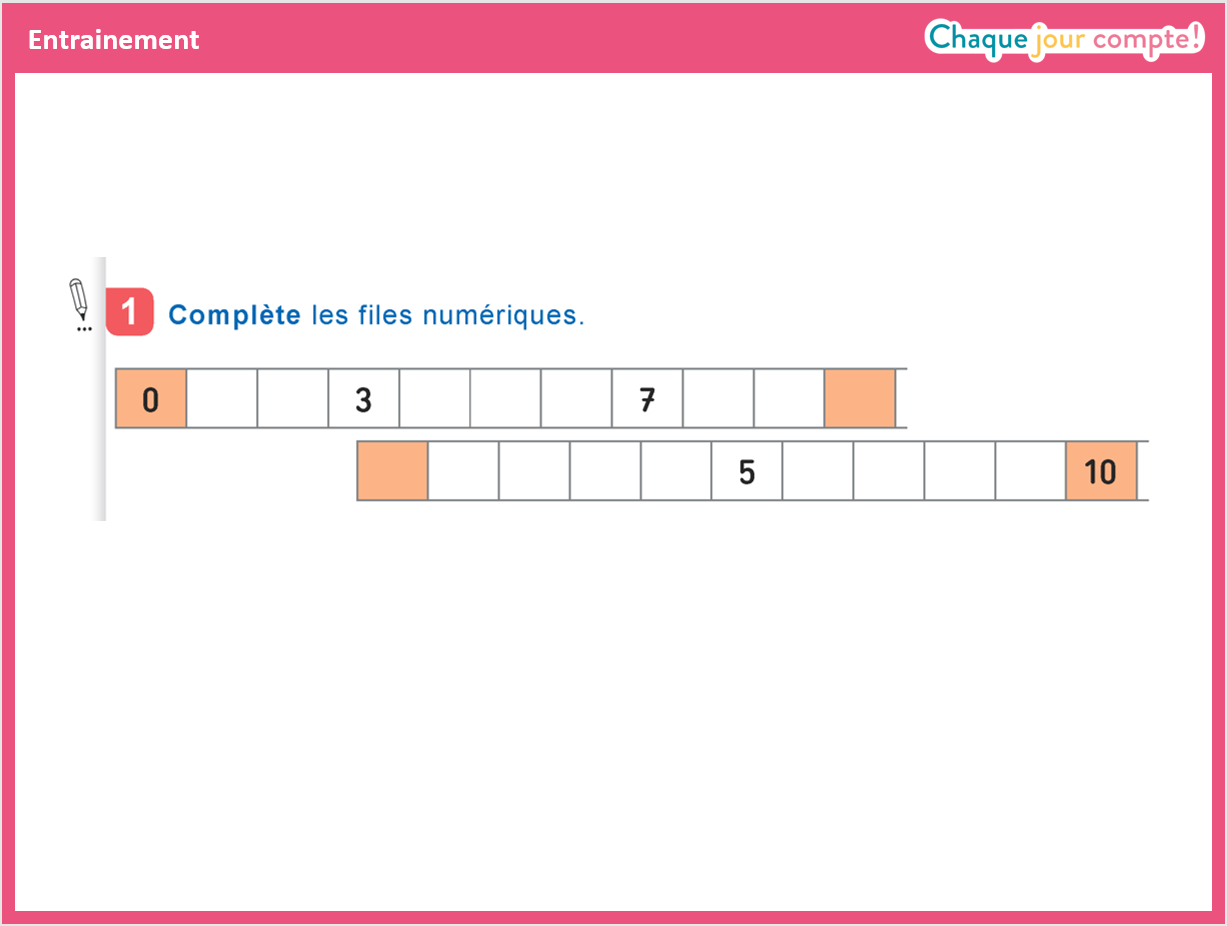 Entrainement
Chaque jour compte!
1 Complète les files numériques.
0 3 7
5 10